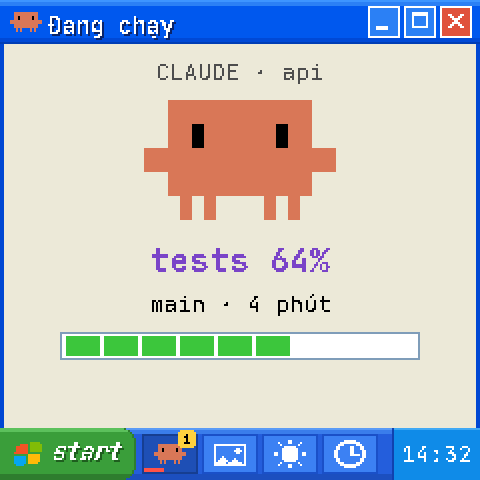 Đang chạy
CLAUDE · api
tests 64%
main · 4 phút
start
1
14:32